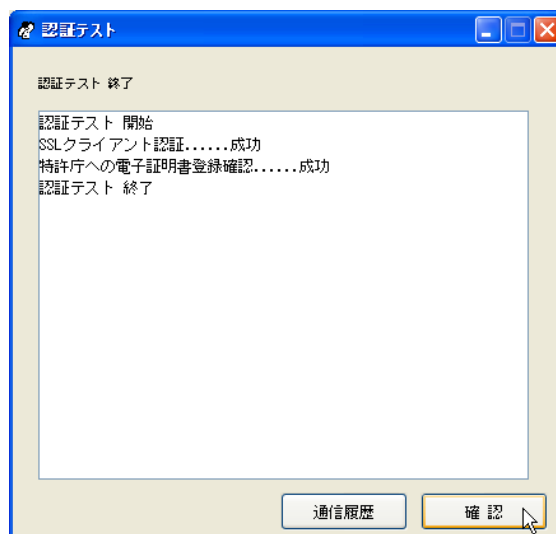 認証テスト
認証テスト 終了
認証テスト 開始
SSLクライアント認証......成功
特許庁への電子証明書登録確認......成功
認証テスト 終了
通信履歴
確 認